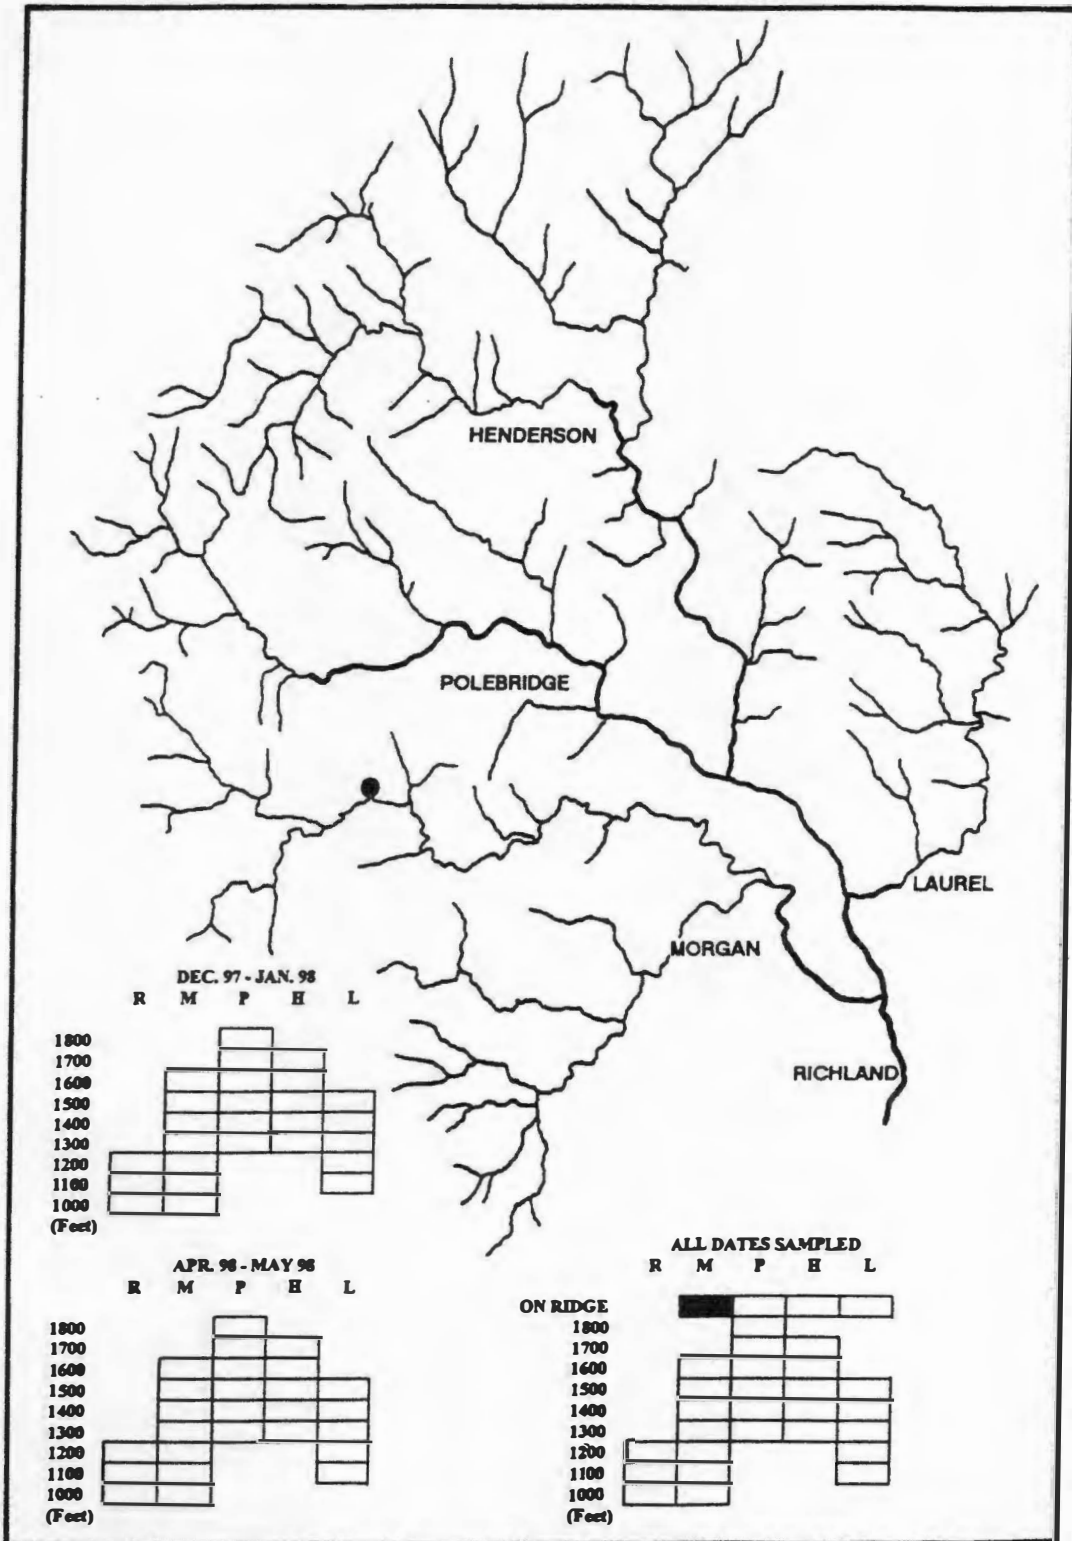 HENDERSON
POLEBRIDGE
LAUREL
MORGAN
RICHLAND
DEC. 97 - JAN. 98
R M P H L
1800
1700
1600
1500
1400
1300
1200
1100
1000
(Feet)
APR. 98 - MAY 98
R M P H L
1800
1700
1600
1500
1400
1300
1200
1100
1000
(Feet)
ALL DATES SAMPLED
R M P H L
ON RIDGE
1800
1700
1600
1500
1400
1300
1200
1100
1000
(Feet)